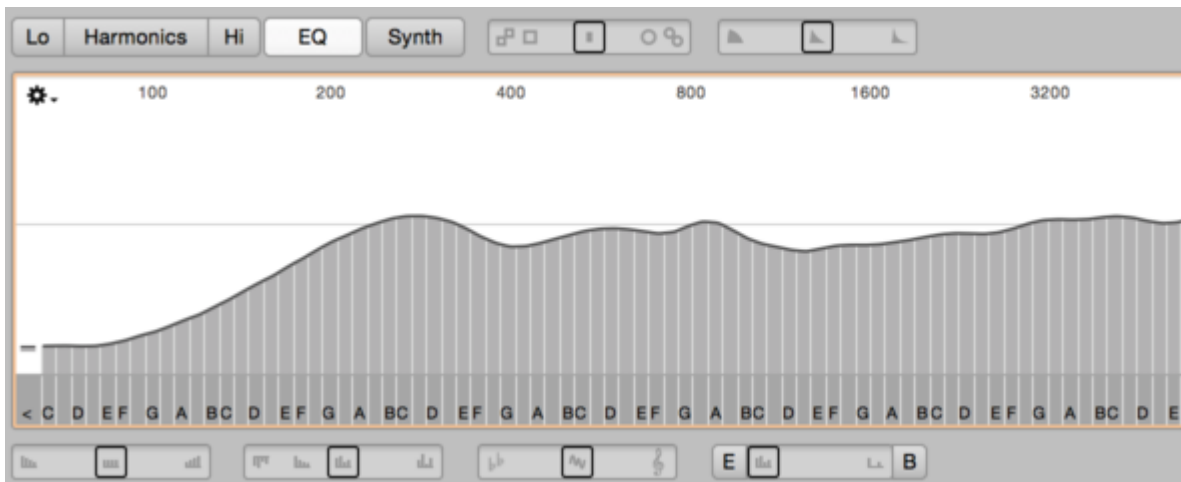 Lo Harmonics Hi EQ Synth
100 200 400 800 1600 3200
< C D E F G A B C D E F G A B C D E F G A B C D E F G A B C D E F G A B C D E F G A B C D E
E B